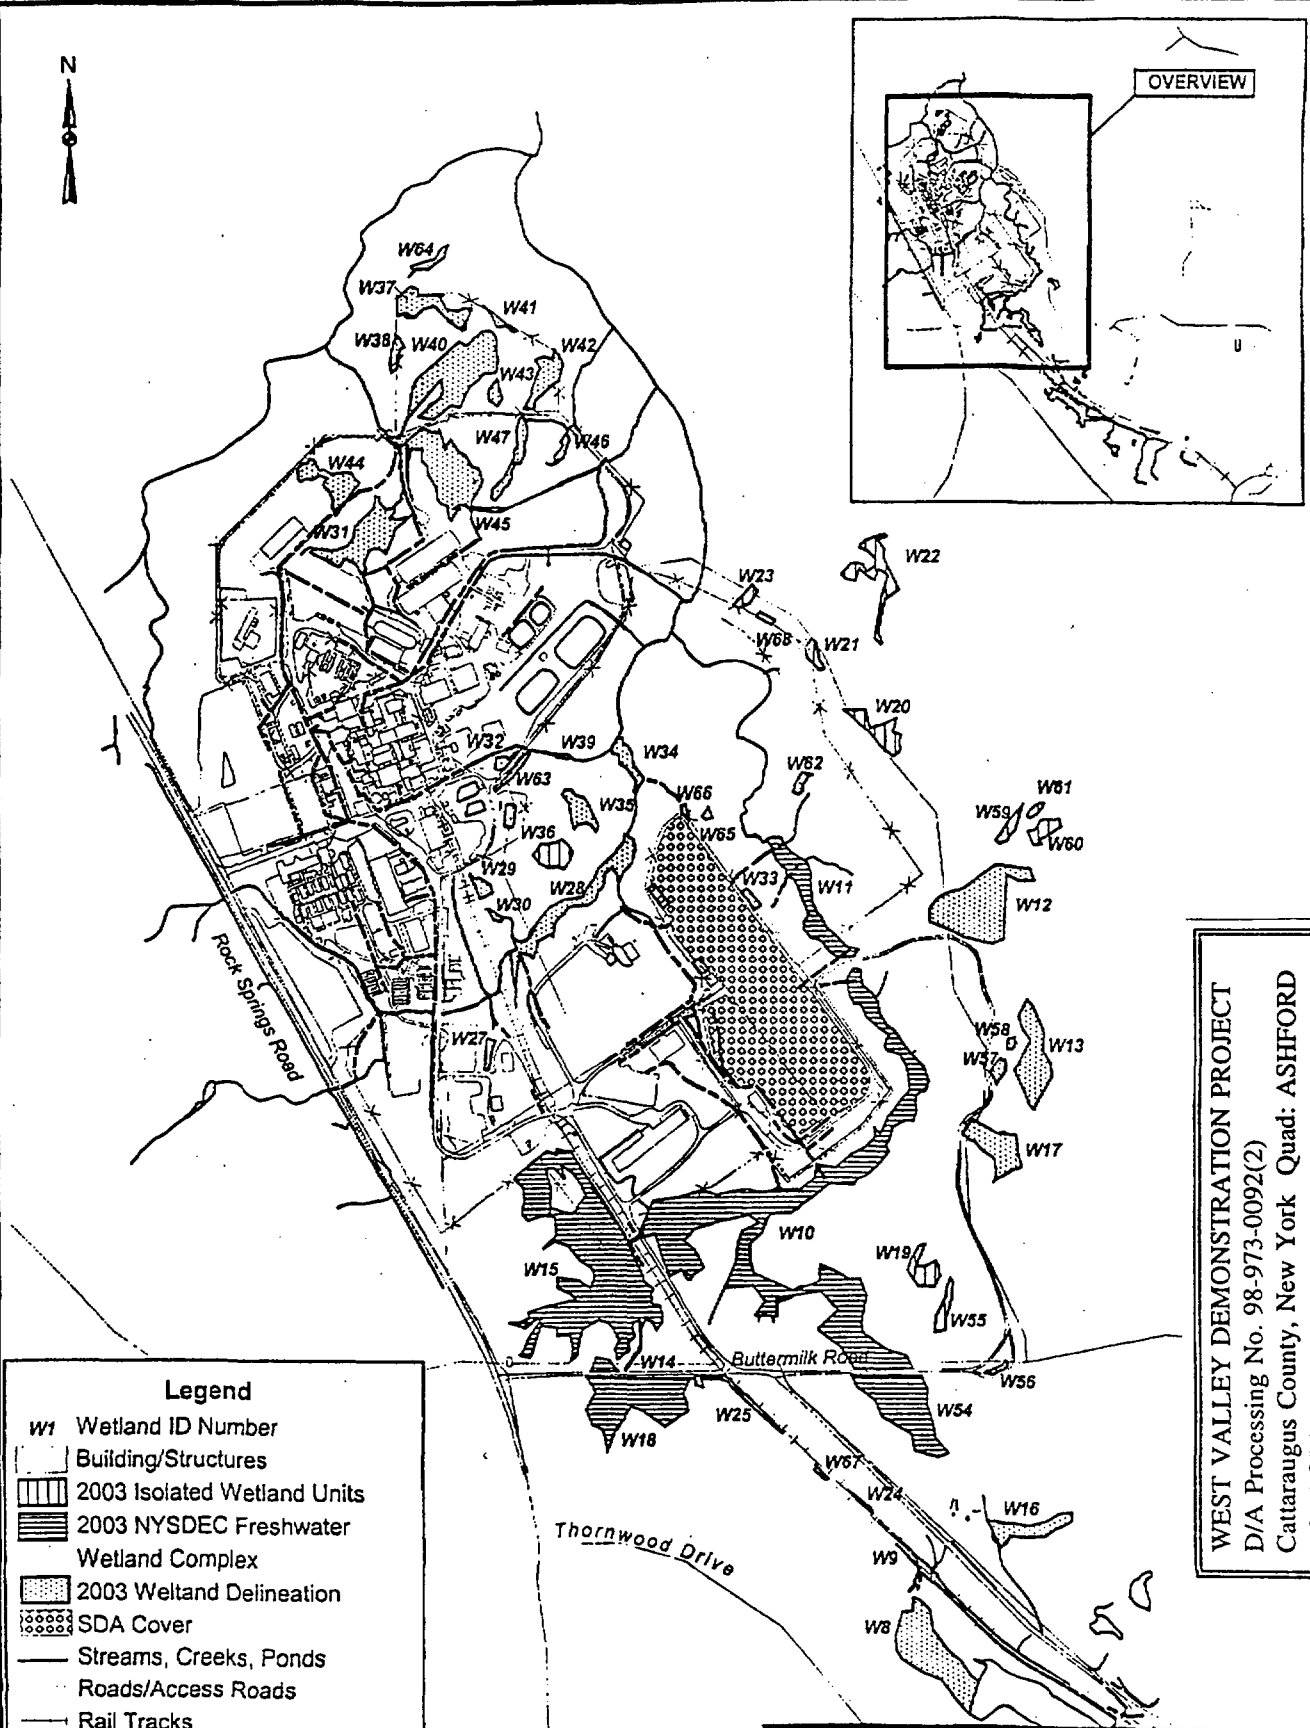 N
OVERVIEW
W64
W37
W41
W38
W40
W42
W43
W47
W46
W44
W31
W45
W22
W23
W68
W21
W20
W32
W39
W34
W62
W63
W66
W61
W35
W59
W65
W36
W60
W29
W33
W11
W28
W12
W30
Rock Springs Road
W58
W27
W13
W57
W17
W10
W19
W15
W55
W14
Buttermilk Road
W56
W25
W54
W18
W67
W24
W16
Thornwood Drive
W9
W8
Legend
W1 Wetland ID Number
Building/Structures
2003 Isolated Wetland Units
2003 NYSDEC Freshwater
Wetland Complex
2003 Weltand Delineation
SDA Cover
Streams, Creeks, Ponds
Roads/Access Roads
Rail Tracks
WEST VALLEY DEMONSTRATION PROJECT
D/A Processing No. 98-973-0092(2)
Cattaraugus County, New York Quad: ASHFORD